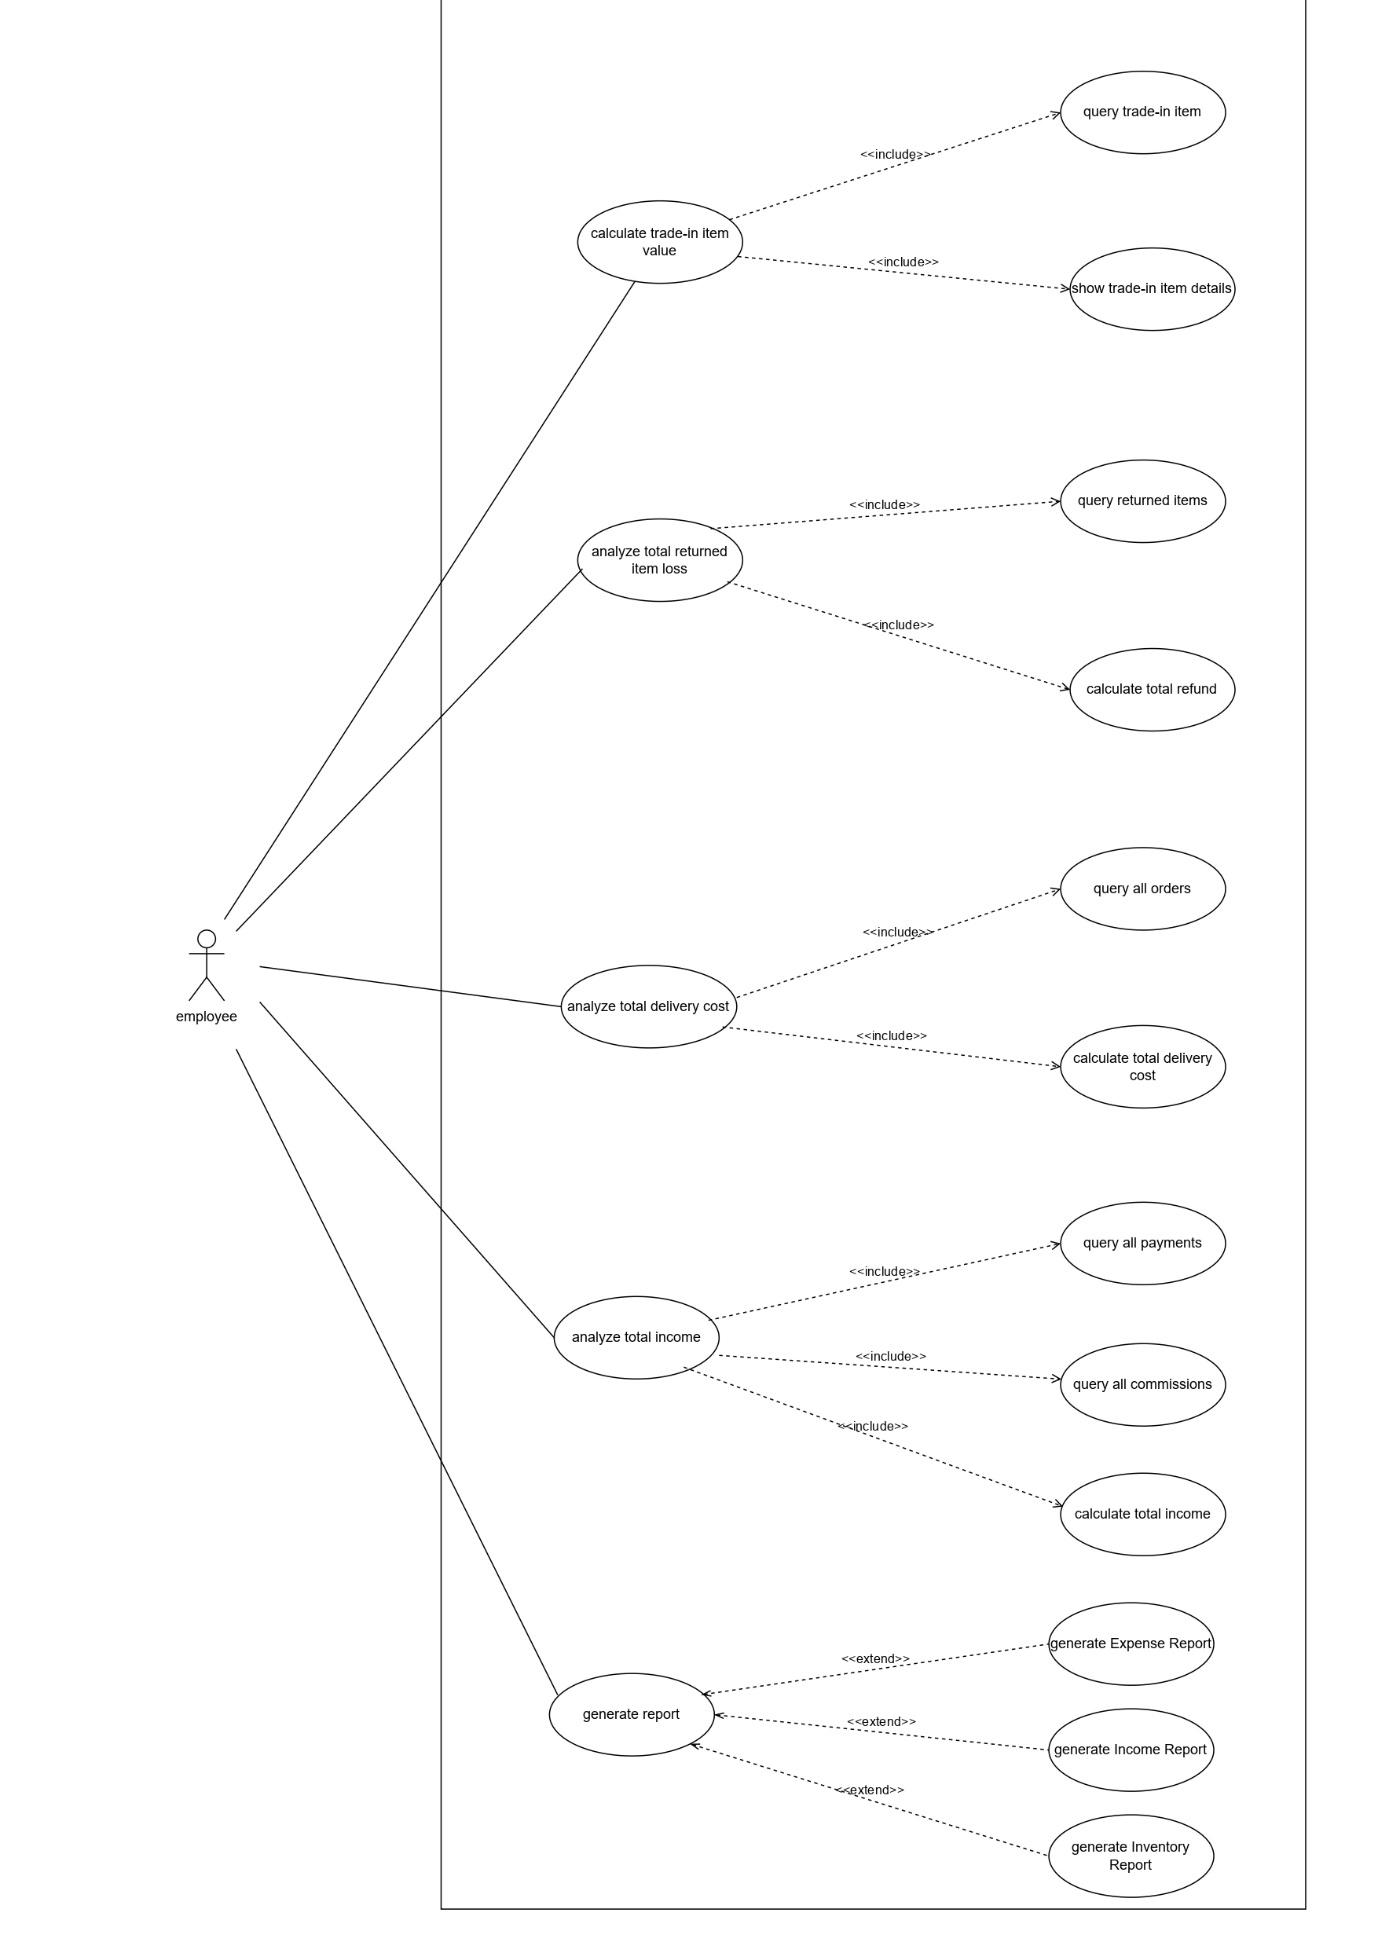 query trade-in item
<<include>>
calculate trade-in item
value
<<include>>
show trade-in item details
query returned items
<<include>>
analyze total returned
item loss
<<include>>
calculate total refund
query all orders
<<include>>
employee
analyze total delivery cost
<<include>>
calculate total delivery
cost
query all payments
<<include>>
analyze total income
<<include>>
query all commissions
<<include>>
calculate total income
generate Expense Report
<<extend>>
generate report
<<extend>>
generate Income Report
<<extend>>
generate Inventory
Report